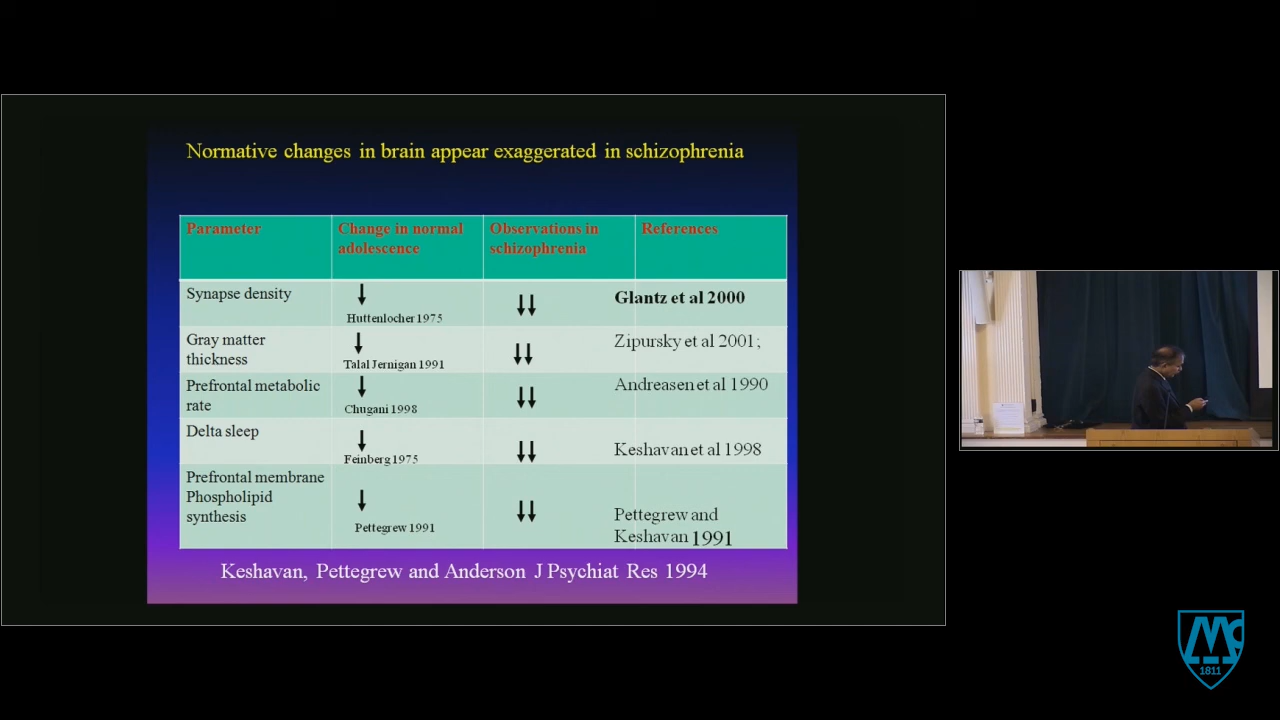 Normative changes in brain appear exaggerated in schizophrenia
Parameter
Change in normal
adolescence
Observations in
schizophrenia
References
Synapse density
Huttenlocher 1975
Glantz et al 2000
Gray matter
thickness
Talal Jernigan 1991
Zipursky et al 2001;
Prefrontal metabolic
rate
Chugani 1998
Andreasen et al 1990
Delta sleep
Feinberg 1975
Keshavan et al 1998
Prefrontal membrane
Phospholipid
synthesis
Pettegrew 1991
Pettegrew and
Keshavan 1991
Keshavan, Pettegrew and Anderson J Psychiat Res 1994
1811